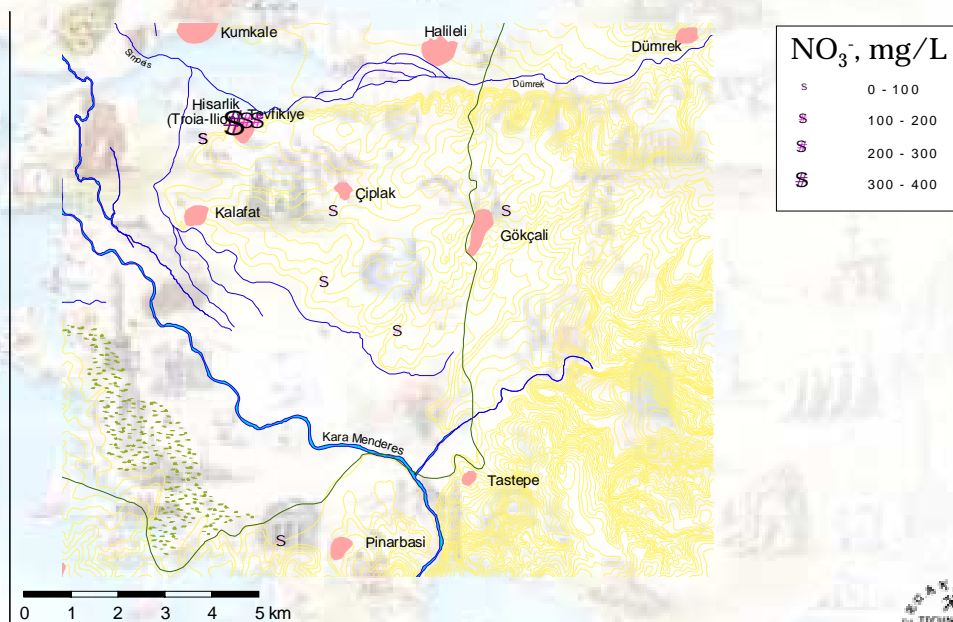 Kumkale
Halileli
Dümrek
Dümrek
Hisarlik
(Troia-Ilion)
Tevfikiye
S
Çiplak
S
Kalafat
S
Gökçali
S
S
Kara Menderes
Tastepe
S
Pinarbasi
0 1 2 3 4 5 km
NO₃⁻, mg/L
S 0 - 100
S 100 - 200
S 200 - 300
S 300 - 400